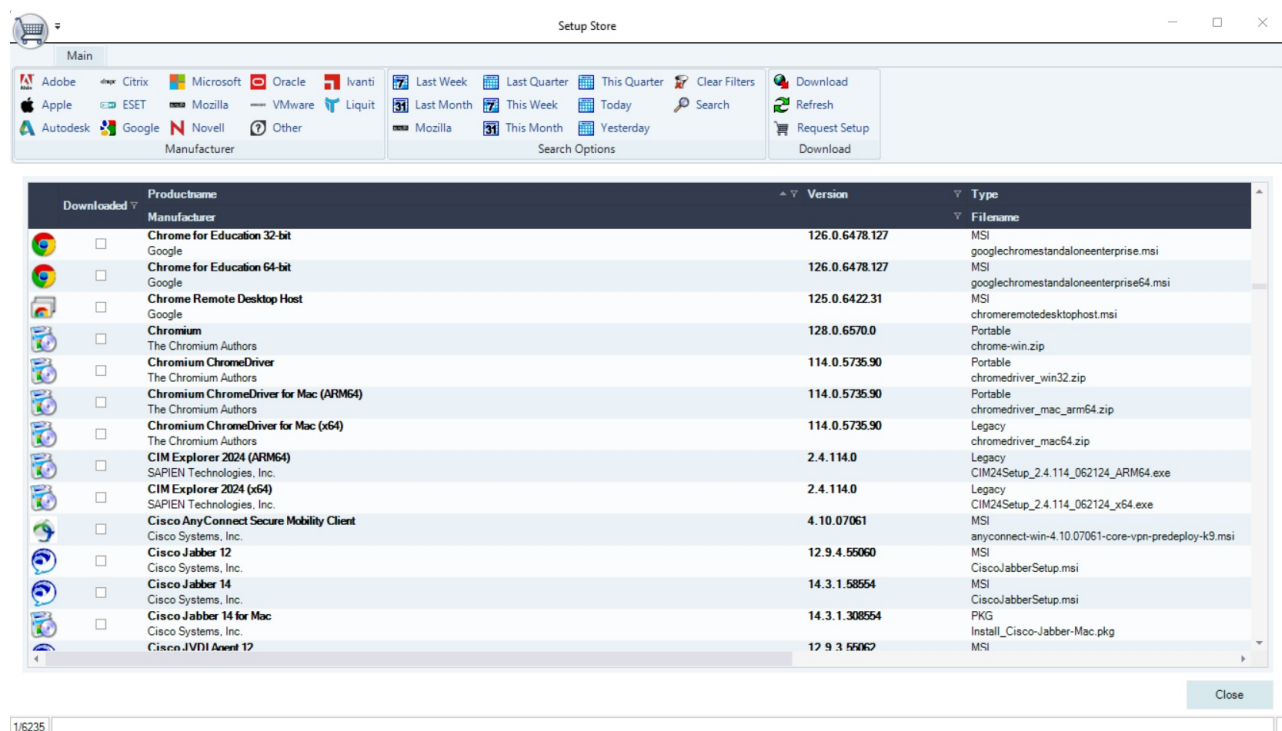 Setup Store
Main
Adobe Citrix Microsoft Oracle Ivanti Last Week Last Quarter This Quarter Clear Filters Download
Apple ESET Mozilla VMware Liquit Last Month This Week Today Search Refresh
Autodesk Google Novell Other Mozilla This Month Yesterday Request Setup
Manufacturer Search Options Download
Downloaded Productname Version Type
Manufacturer Filename
Chrome for Education 32-bit 126.0.6478.127 MSI
Google googlechromestandaloneenterprise.msi
Chrome for Education 64-bit 126.0.6478.127 MSI
Google googlechromestandaloneenterprise64.msi
Chrome Remote Desktop Host 125.0.6422.31 MSI
Google chromeremotedesktophost.msi
Chromium 128.0.6570.0 Portable
The Chromium Authors chrome-win.zip
Chromium ChromeDriver 114.0.5735.90 Portable
The Chromium Authors chromedriver_win32.zip
Chromium ChromeDriver for Mac (ARM64) 114.0.5735.90 Portable
The Chromium Authors chromedriver_mac_arm64.zip
Chromium ChromeDriver for Mac (x64) 114.0.5735.90 Legacy
The Chromium Authors chromedriver_mac64.zip
CIM Explorer 2024 (ARM64) 2.4.114.0 Legacy
SAPIEN Technologies, Inc. CIM24Setup_2.4.114_062124_ARM64.exe
CIM Explorer 2024 (x64) 2.4.114.0 Legacy
SAPIEN Technologies, Inc. CIM24Setup_2.4.114_062124_x64.exe
Cisco AnyConnect Secure Mobility Client 4.10.07061 MSI
Cisco Systems, Inc. anyconnect-win-4.10.07061-core-vpn-predeploy-k9.msi
Cisco Jabber 12 12.9.4.55060 MSI
Cisco Systems, Inc. CiscoJabberSetup.msi
Cisco Jabber 14 14.3.1.58554 MSI
Cisco Systems, Inc. CiscoJabberSetup.msi
Cisco Jabber 14 for Mac 14.3.1.308554 PKG
Cisco Systems, Inc. Install_Cisco-Jabber-Mac.pkg
Cisco JVDI Agent 12 12.9.3.55062 MSI
Close
1/6235